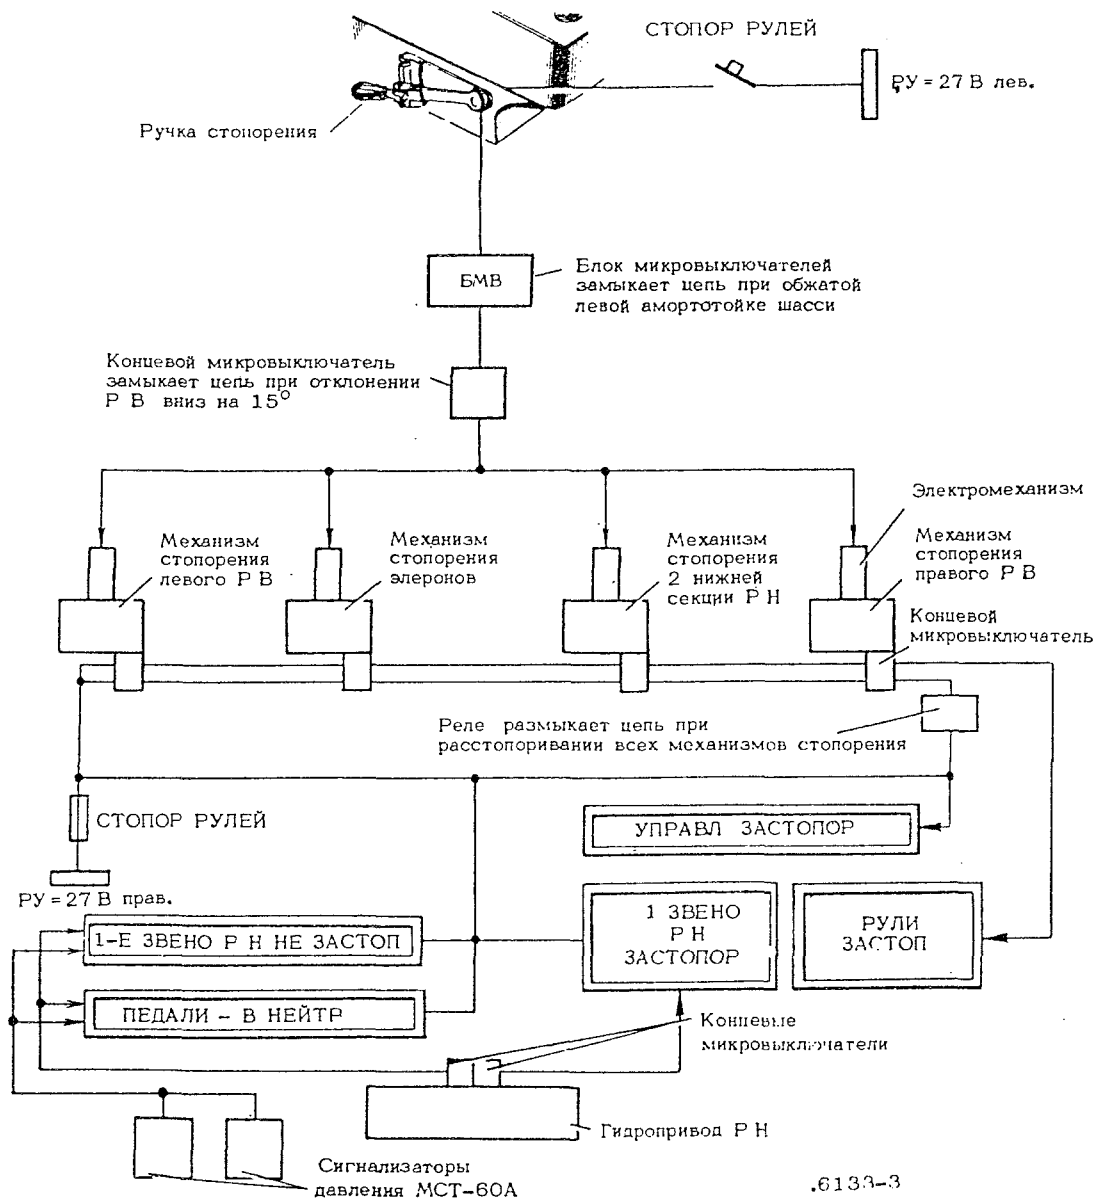 СТОПОР РУЛЕЙ
РУ = 27 В лев.
Ручка стопорения
БМВ
Блок микровыключателей
замыкает цепь при обжатой
левой амортотойке шасси
Концевой микровыключатель
замыкает цепь при отклонении
Р В вниз на 15°
Электромеханизм
Механизм
стопорения
левого Р В
Механизм
стопорения
элеронов
Механизм
стопорения
2 нижней
секции Р Н
Механизм
стопорения
правого Р В
Концевой
микровыключатель
Реле размыкает цепь при
расстопоривании всех механизмов стопорения
СТОПОР РУЛЕЙ
УПРАВЛ ЗАСТОПОР
РУ = 27 В прав.
1-Е ЗВЕНО Р Н НЕ ЗАСТОП
1 ЗВЕНО
Р Н
ЗАСТОПОР
РУЛИ
ЗАСТОП
ПЕДАЛИ - В НЕЙТР
Концевые
микровыключатели
Гидропривод Р Н
Сигнализаторы
давления МСТ-60А
.6133-3